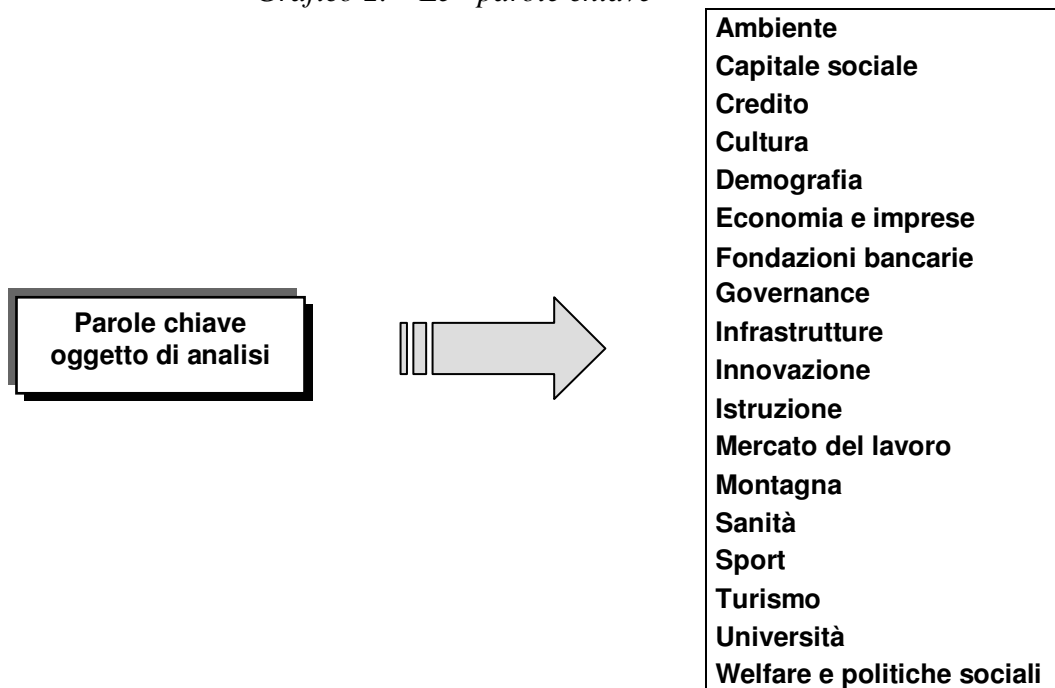 Parole chiave
oggetto di analisi
Ambiente
Capitale sociale
Credito
Cultura
Demografia
Economia e imprese
Fondazioni bancarie
Governance
Infrastrutture
Innovazione
Istruzione
Mercato del lavoro
Montagna
Sanità
Sport
Turismo
Università
Welfare e politiche sociali